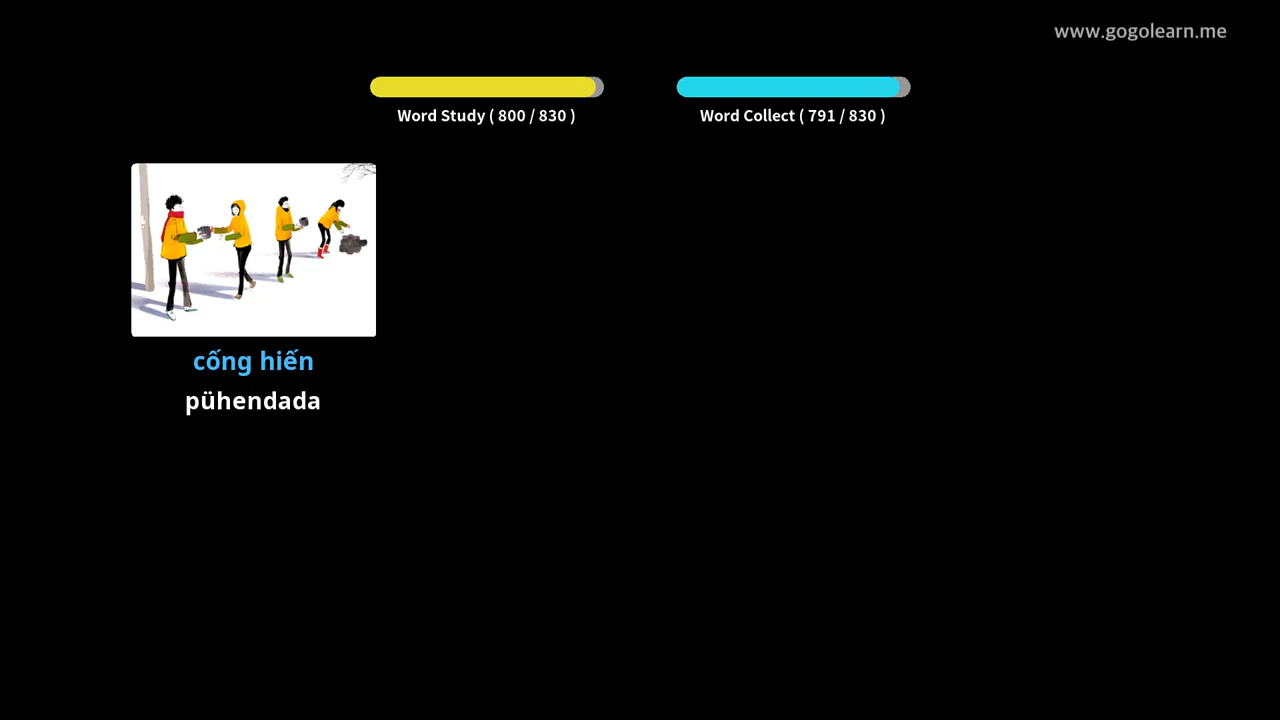 www.gogolearn.me
Word Study ( 800 / 830 )
Word Collect ( 791 / 830 )
cống hiến
pühendada